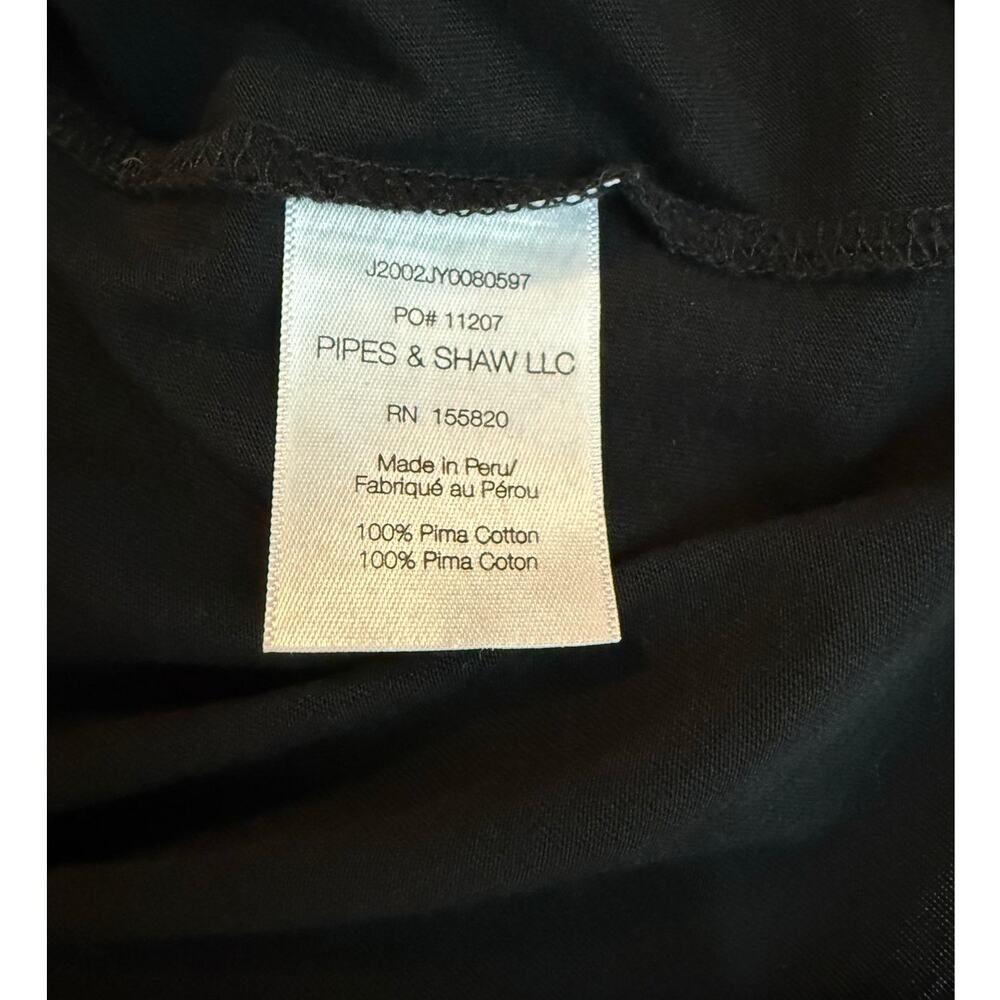 J2002JY0080597
PO# 11207
PIPES & SHAW LLC
RN 155820
Made in Peru/
Fabriqué au Pérou
100% Pima Cotton
100% Pima Coton